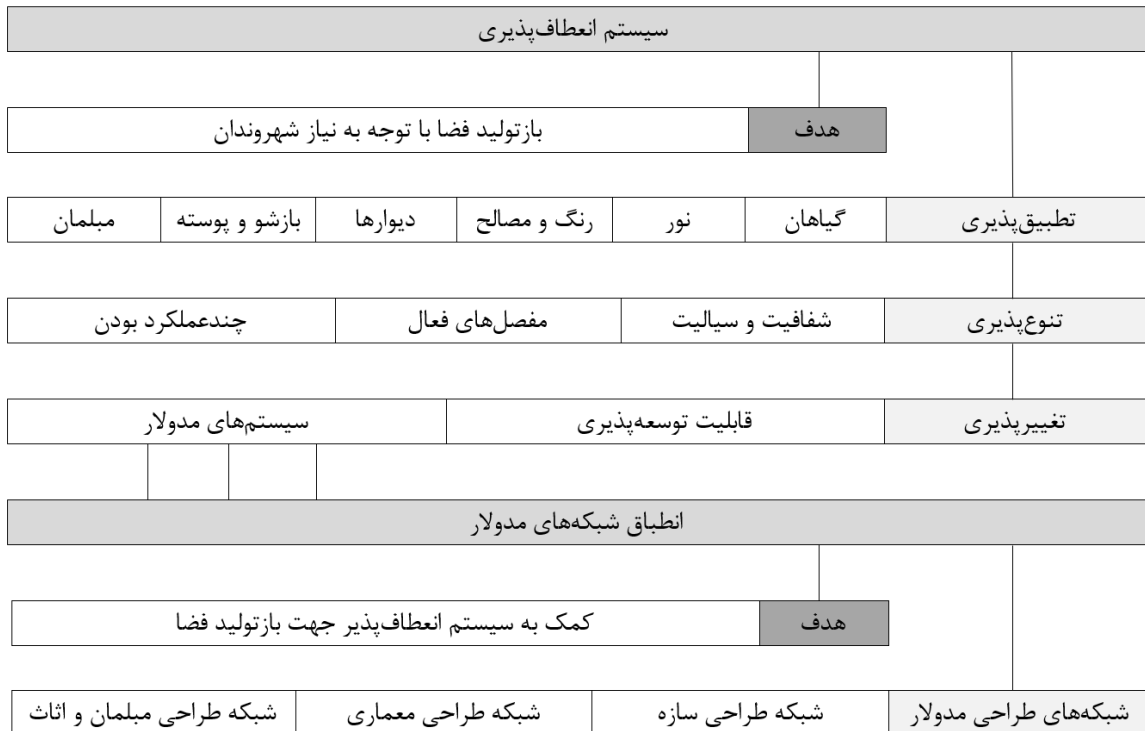 سیستم انعطاف‌پذیری
هدف
بازتولید فضا با توجه به نیاز شهروندان
تطبیق‌پذیری
گیاهان
نور
رنگ و مصالح
دیوارها
بازشو و پوسته
مبلمان
تنوع‌پذیری
شفافیت و سیالیت
مفصل‌های فعال
چندعملکرد بودن
تغییرپذیری
قابلیت توسعه‌پذیری
سیستم‌های مدولار
انطباق شبکه‌های مدولار
هدف
کمک به سیستم انعطاف‌پذیر جهت بازتولید فضا
شبکه‌های طراحی مدولار
شبکه طراحی سازه
شبکه طراحی معماری
شبکه طراحی مبلمان و اثاث